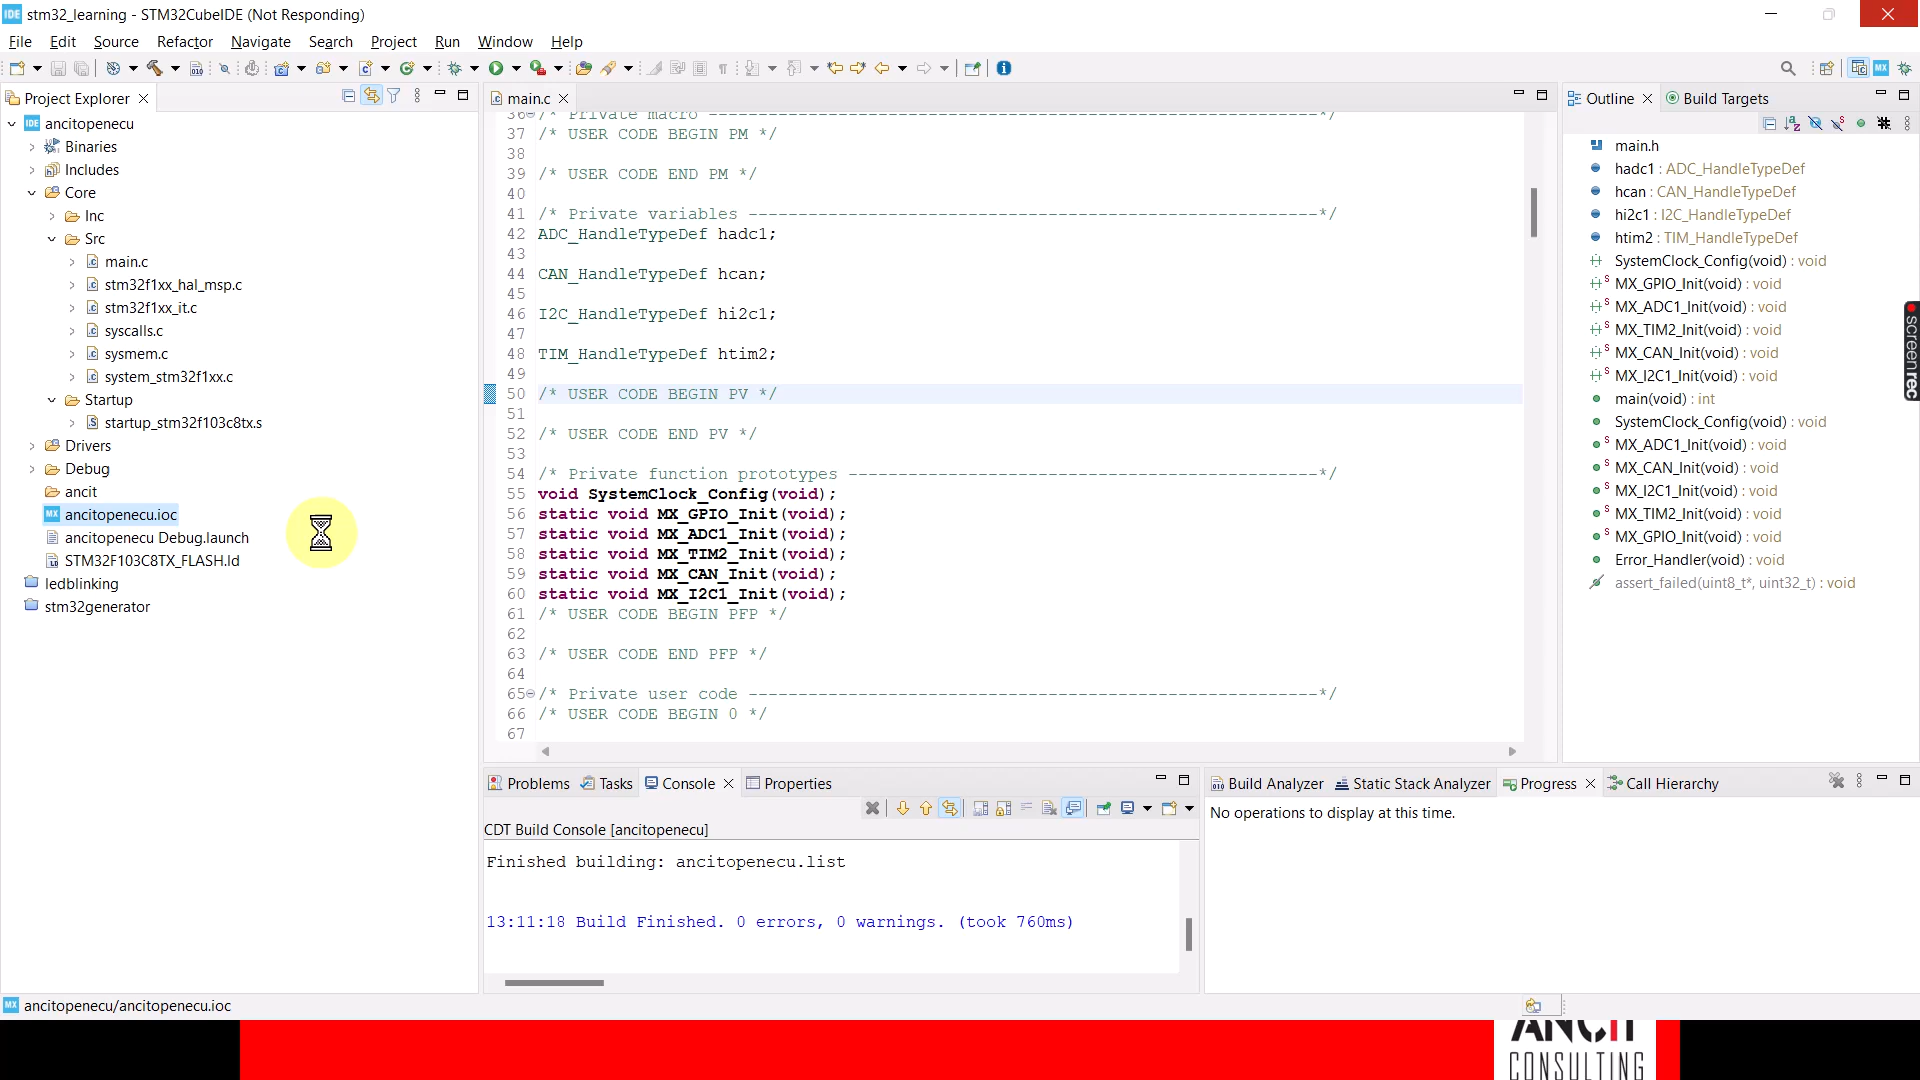 stm32_learning - STM32CubeIDE (Not Responding)
File Edit Source Refactor Navigate Search Project Run Window Help
Project Explorer
ancitopenecu
Binaries
Includes
Core
Inc
Src
main.c
stm32f1xx_hal_msp.c
stm32f1xx_it.c
syscalls.c
sysmem.c
system_stm32f1xx.c
Startup
startup_stm32f103c8tx.s
Drivers
Debug
ancit
ancitopenecu.ioc
ancitopenecu Debug.launch
STM32F103C8TX_FLASH.ld
ledblinking
stm32generator
main.c
36 /* Private macro ---------------------------------------------------------------*/
37 /* USER CODE BEGIN PM */
38
39 /* USER CODE END PM */
40
41 /* Private variables ---------------------------------------------------------*/
42 ADC_HandleTypeDef hadc1;
43
44 CAN_HandleTypeDef hcan;
45
46 I2C_HandleTypeDef hi2c1;
47
48 TIM_HandleTypeDef htim2;
49
50 /* USER CODE BEGIN PV */
51
52 /* USER CODE END PV */
53
54 /* Private function prototypes -----------------------------------------------*/
55 void SystemClock_Config(void);
56 static void MX_GPIO_Init(void);
57 static void MX_ADC1_Init(void);
58 static void MX_TIM2_Init(void);
59 static void MX_CAN_Init(void);
60 static void MX_I2C1_Init(void);
61 /* USER CODE BEGIN PFP */
62
63 /* USER CODE END PFP */
64
65 /* Private user code ---------------------------------------------------------*/
66 /* USER CODE BEGIN 0 */
67
Outline Build Targets
main.h
hadc1 : ADC_HandleTypeDef
hcan : CAN_HandleTypeDef
hi2c1 : I2C_HandleTypeDef
htim2 : TIM_HandleTypeDef
SystemClock_Config(void) : void
MX_GPIO_Init(void) : void
MX_ADC1_Init(void) : void
MX_TIM2_Init(void) : void
MX_CAN_Init(void) : void
MX_I2C1_Init(void) : void
main(void) : int
SystemClock_Config(void) : void
MX_ADC1_Init(void) : void
MX_CAN_Init(void) : void
MX_I2C1_Init(void) : void
MX_TIM2_Init(void) : void
MX_GPIO_Init(void) : void
Error_Handler(void) : void
assert_failed(uint8_t*, uint32_t) : void
screenrec
Problems Tasks Console Properties
CDT Build Console [ancitopenecu]
Finished building: ancitopenecu.list
13:11:18 Build Finished. 0 errors, 0 warnings. (took 760ms)
Build Analyzer Static Stack Analyzer Progress Call Hierarchy
No operations to display at this time.
ancitopenecu/ancitopenecu.ioc
ANCIT
CONSULTING